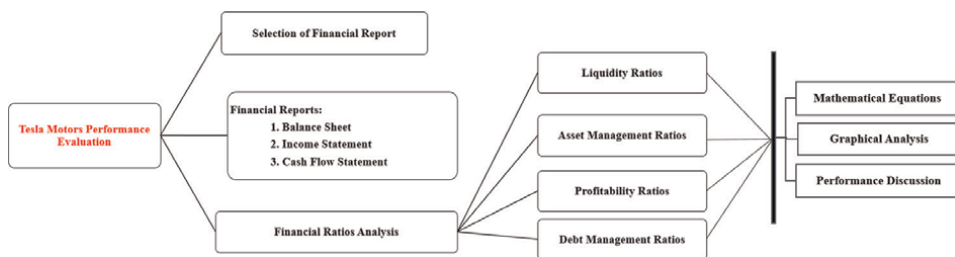 Tesla Motors Performance
Evaluation
Selection of Financial Report
Financial Reports:
1. Balance Sheet
2. Income Statement
3. Cash Flow Statement
Financial Ratios Analysis
Liquidity Ratios
Asset Management Ratios
Profitability Ratios
Debt Management Ratios
Mathematical Equations
Graphical Analysis
Performance Discussion